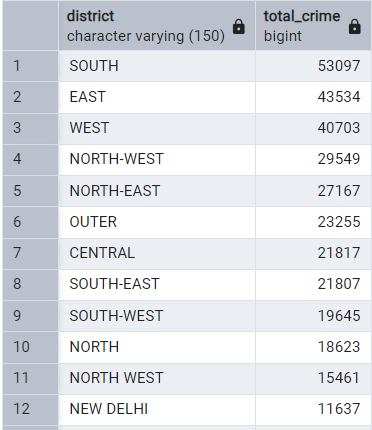 district total_crime
character varying (150) bigint
1 SOUTH 53097
2 EAST 43534
3 WEST 40703
4 NORTH-WEST 29549
5 NORTH-EAST 27167
6 OUTER 23255
7 CENTRAL 21817
8 SOUTH-EAST 21807
9 SOUTH-WEST 19645
10 NORTH 18623
11 NORTH WEST 15461
12 NEW DELHI 11637